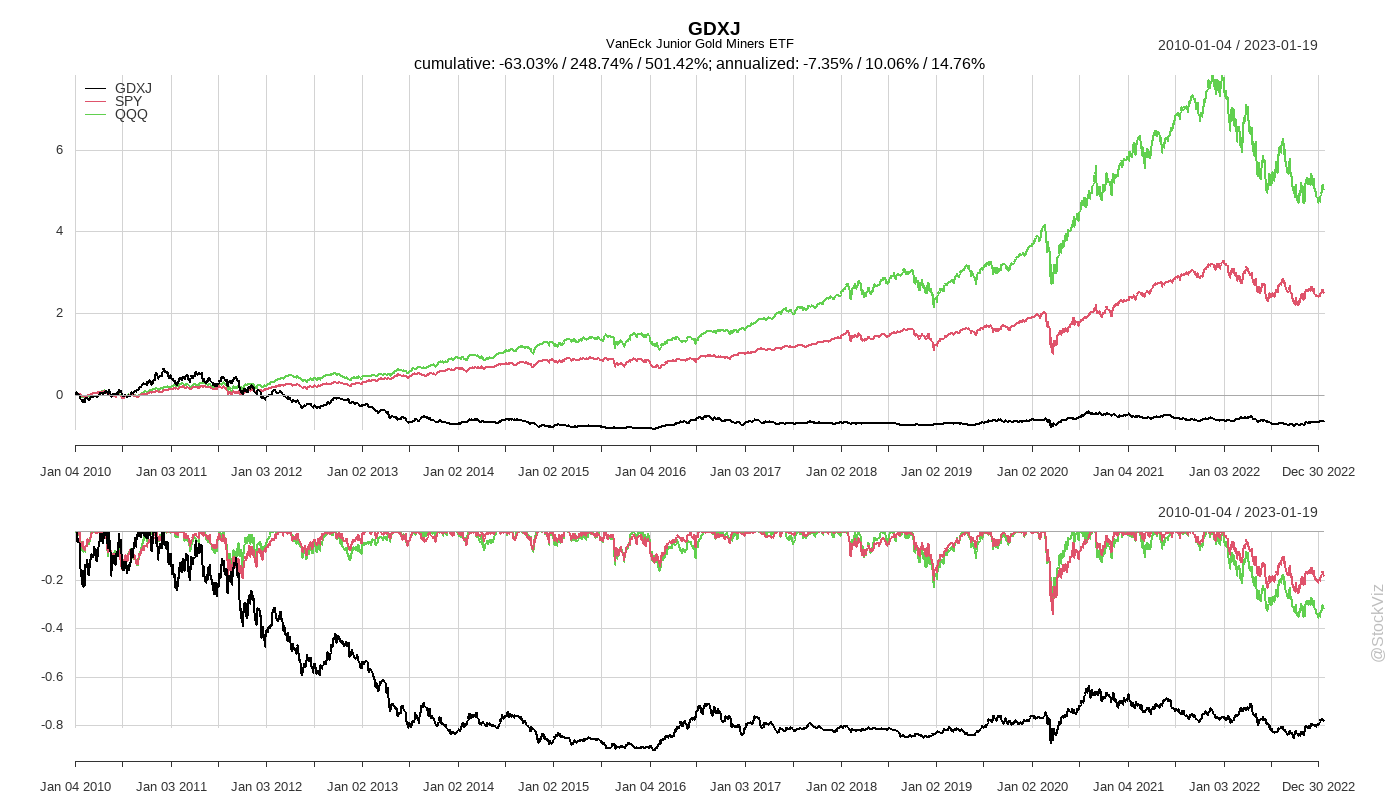 GDXJ
VanEck Junior Gold Miners ETF
2010-01-04 / 2023-01-19
cumulative: -63.03% / 248.74% / 501.42%; annualized: -7.35% / 10.06% / 14.76%
GDXJ
SPY
QQQ
6
4
2
0
Jan 04 2010 Jan 03 2011 Jan 03 2012 Jan 02 2013 Jan 02 2014 Jan 02 2015 Jan 04 2016 Jan 03 2017 Jan 02 2018 Jan 02 2019 Jan 02 2020 Jan 04 2021 Jan 03 2022 Dec 30 2022
2010-01-04 / 2023-01-19
-0.2
-0.4
-0.6
-0.8
Jan 04 2010 Jan 03 2011 Jan 03 2012 Jan 02 2013 Jan 02 2014 Jan 02 2015 Jan 04 2016 Jan 03 2017 Jan 02 2018 Jan 02 2019 Jan 02 2020 Jan 04 2021 Jan 03 2022 Dec 30 2022
@StockViz